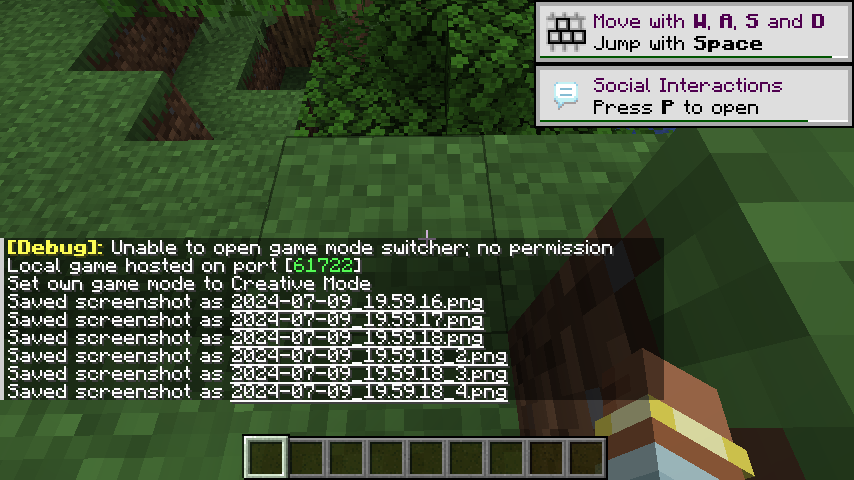 Move with W, A, S and D
Jump with Space
Social Interactions
Press P to open
[Debug]: Unable to open game mode switcher; no permission
Local game hosted on port [61722]
Set own game mode to Creative Mode
Saved screenshot as 2024-07-09_19.59.16.png
Saved screenshot as 2024-07-09_19.59.17.png
Saved screenshot as 2024-07-09_19.59.18.png
Saved screenshot as 2024-07-09_19.59.18_2.png
Saved screenshot as 2024-07-09_19.59.18_3.png
Saved screenshot as 2024-07-09_19.59.18_4.png